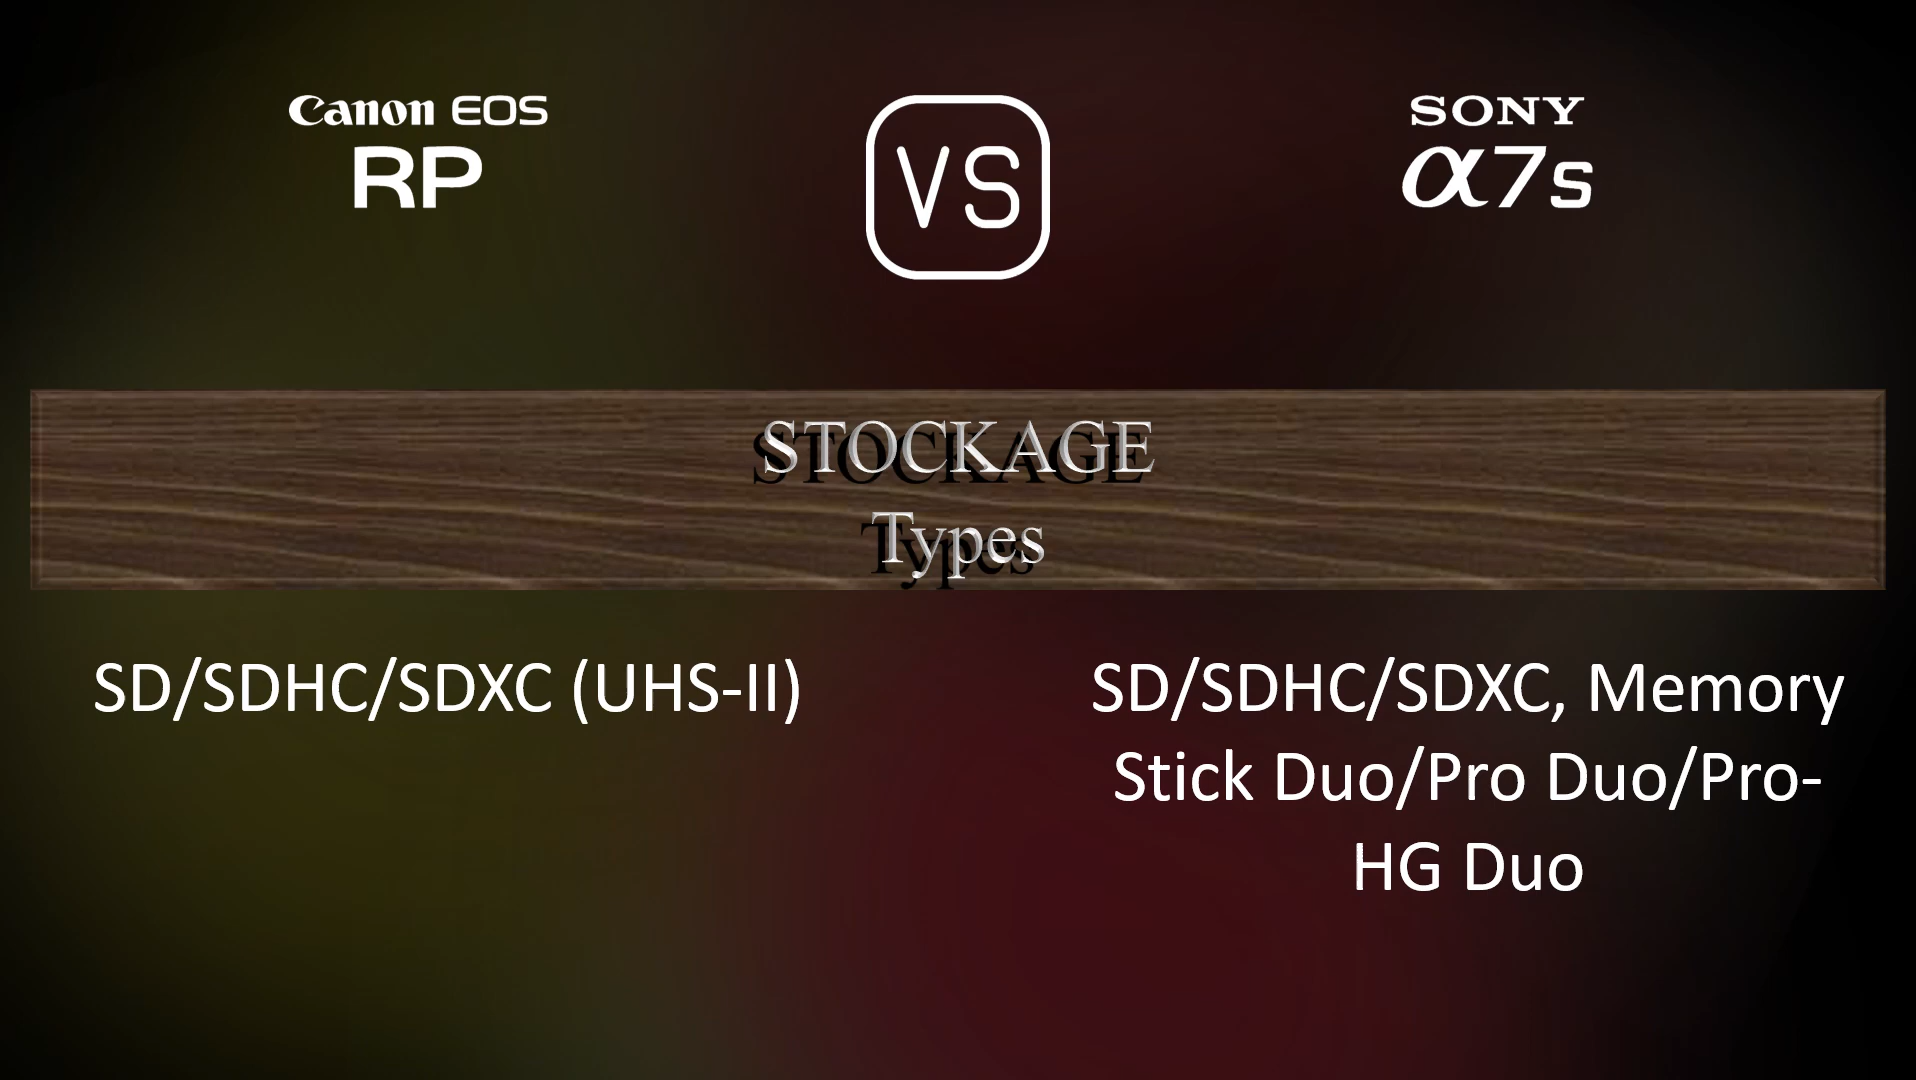 Canon EOS
RP
VS
SONY
α7s
STOCKAGE
Types
SD/SDHC/SDXC (UHS-II)
SD/SDHC/SDXC, Memory
Stick Duo/Pro Duo/Pro-
HG Duo